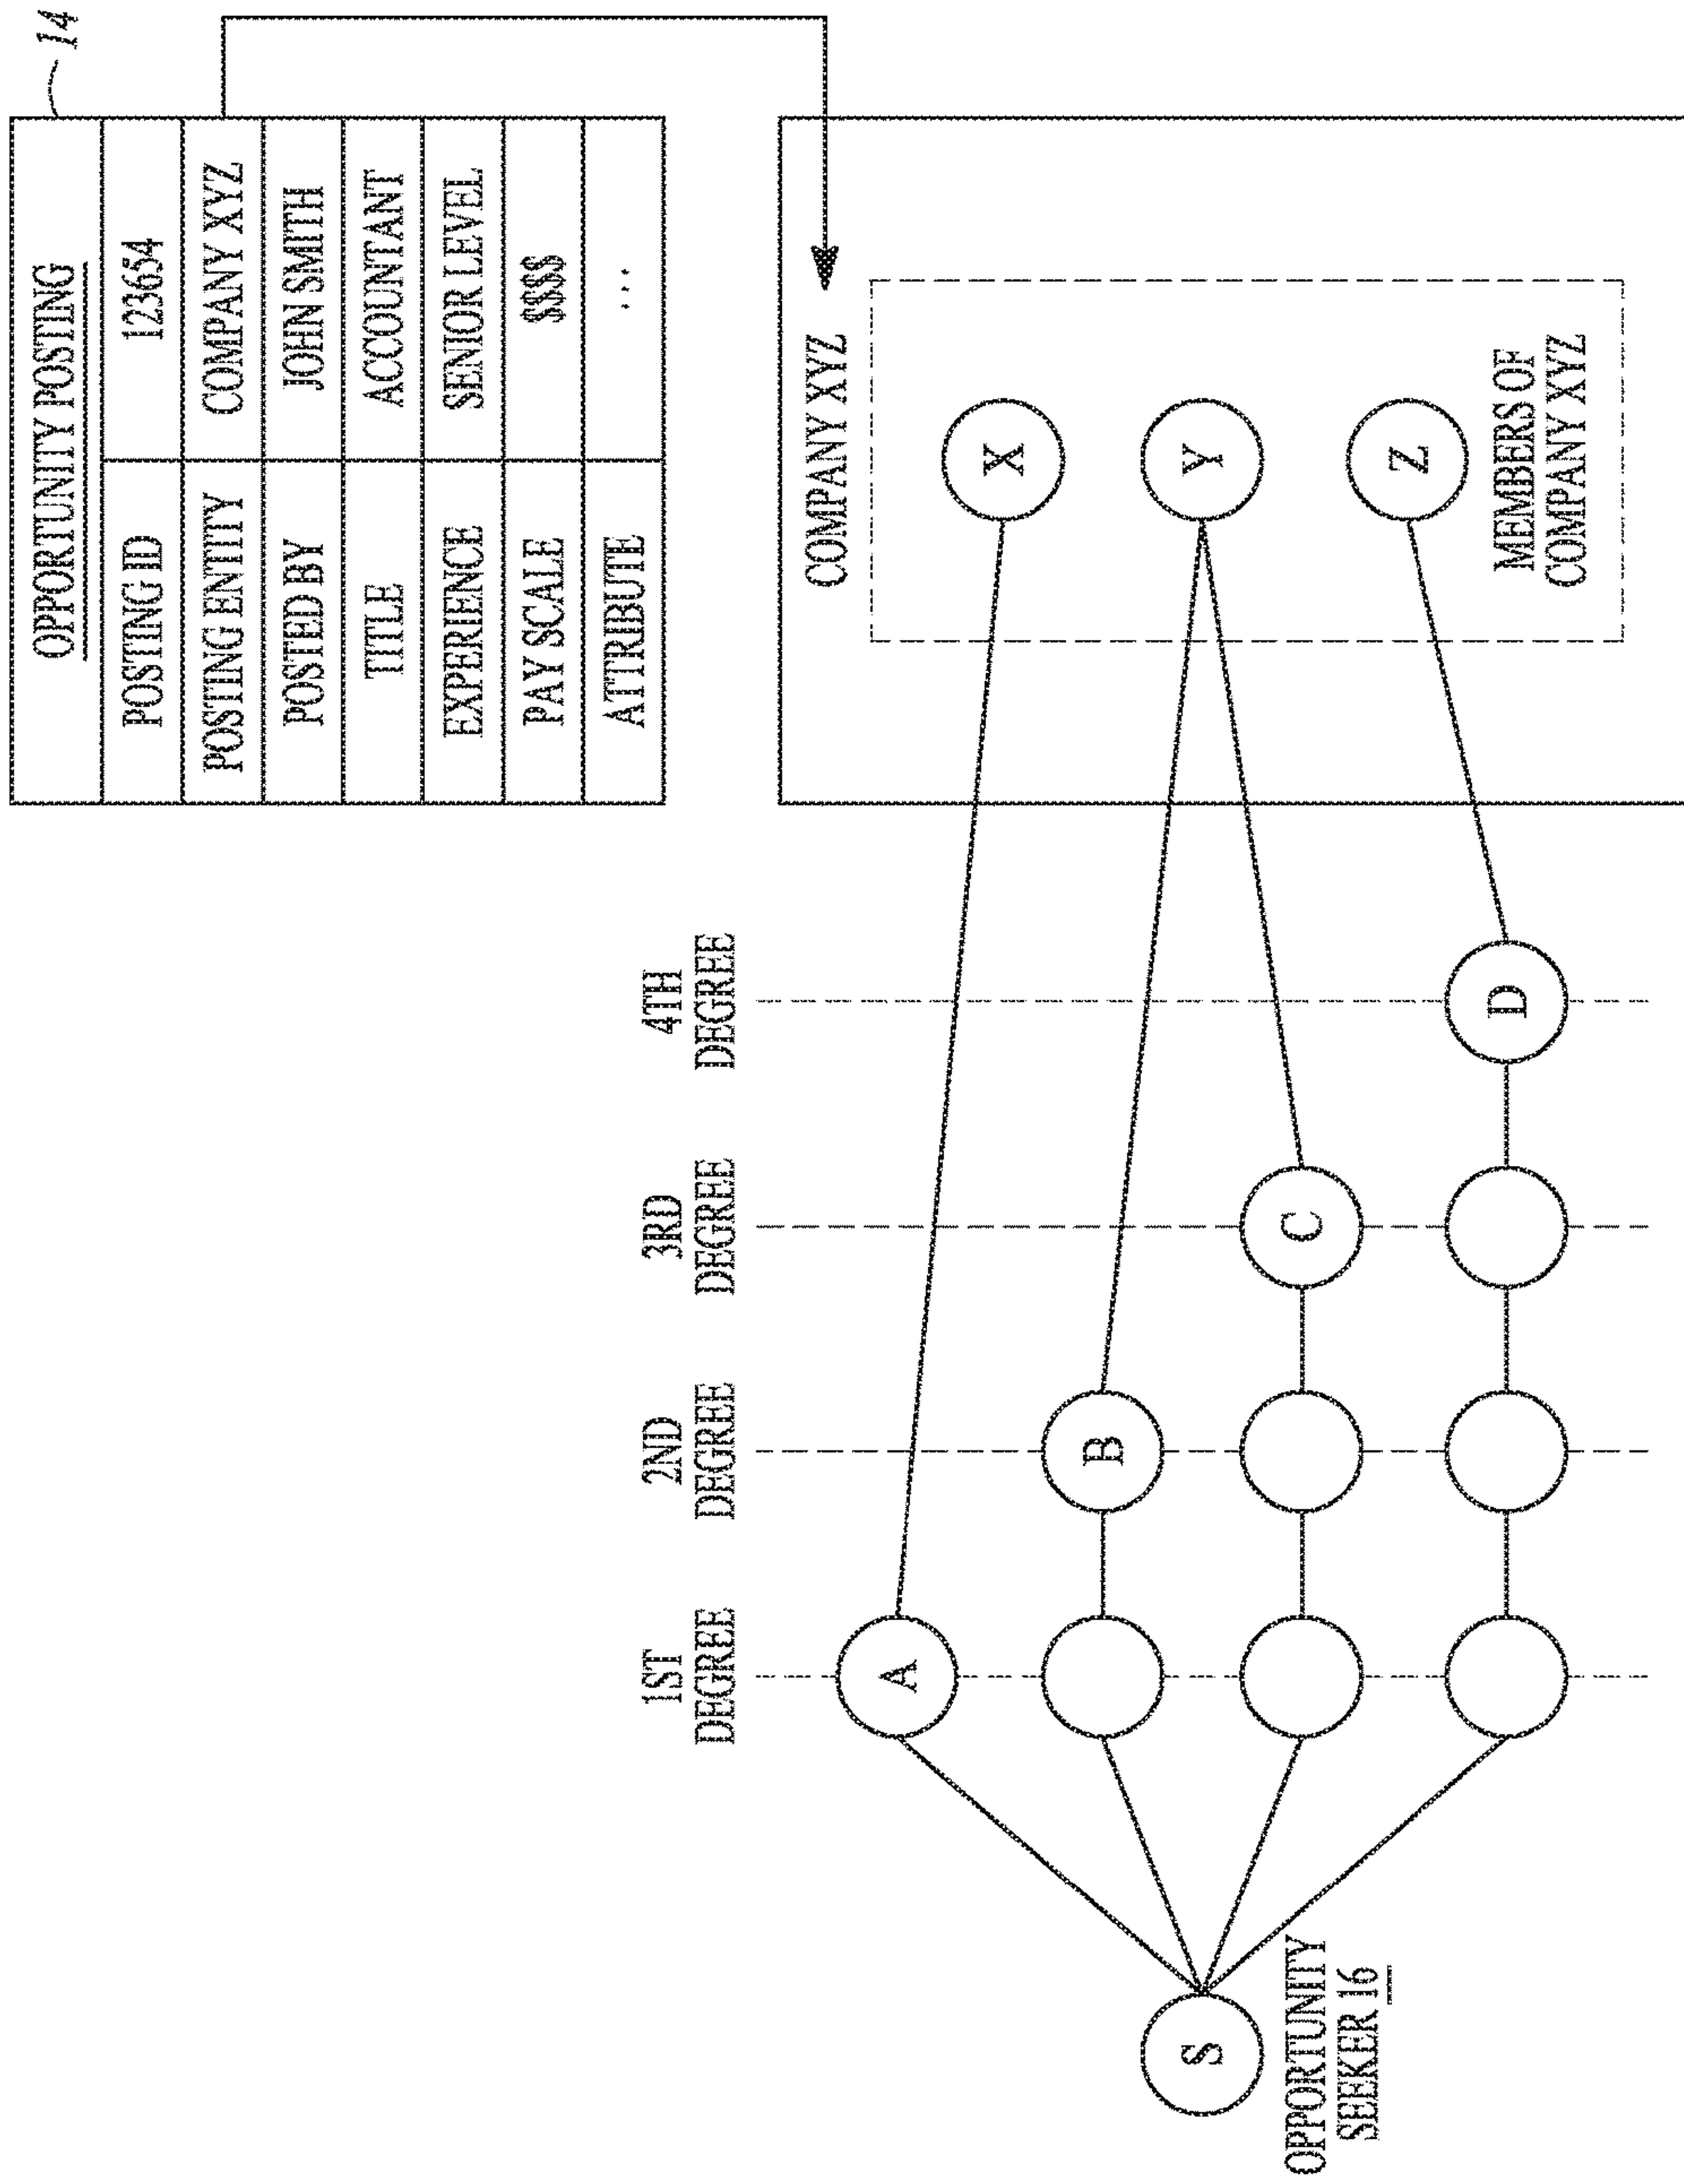 14
OPPORTUNITY POSTING
POSTING ID 123654
POSTING ENTITY COMPANY XYZ
POSTED BY JOHN SMITH
TITLE ACCOUNTANT
EXPERIENCE SENIOR LEVEL
PAY SCALE $$$$
ATTRIBUTE ...
1ST
DEGREE
2ND
DEGREE
3RD
DEGREE
4TH
DEGREE
COMPANY XYZ
A
X
B
S
Y
C
Z
D
OPPORTUNITY
SEEKER 16
MEMBERS OF
COMPANY XYZ